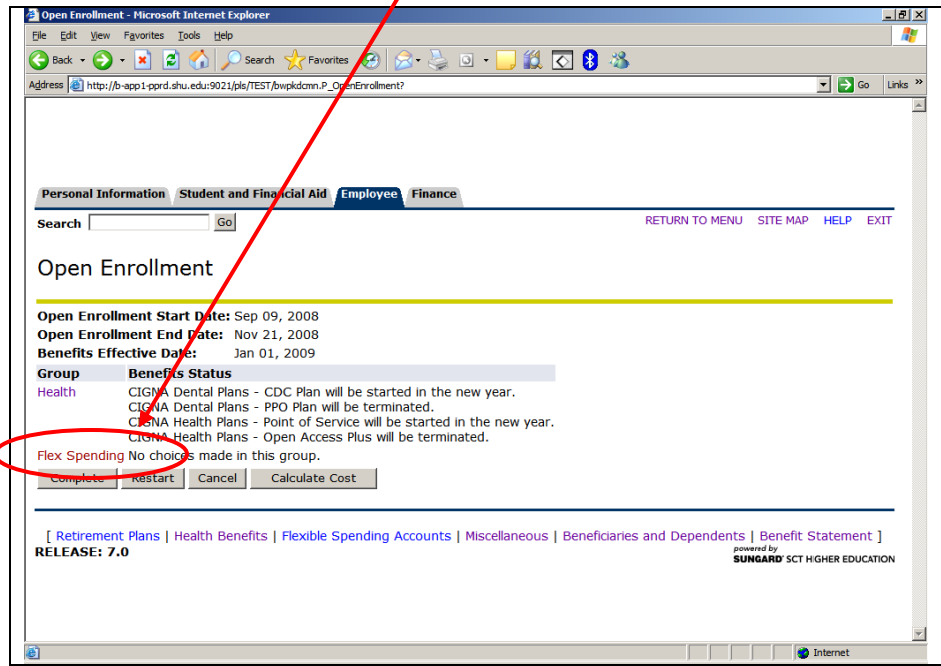 Open Enrollment - Microsoft Internet Explorer
File Edit View Favorites Tools Help
Back Search Favorites
Address http://b-app1-pprd.shu.edu:9021/pls/TEST/bwpkdcmn.P_OpenEnrollment? Go Links »
Personal Information Student and Financial Aid Employee Finance
Search Go RETURN TO MENU SITE MAP HELP EXIT
Open Enrollment
Open Enrollment Start Date: Sep 09, 2008
Open Enrollment End Date: Nov 21, 2008
Benefits Effective Date: Jan 01, 2009
Group Benefits Status
Health CIGNA Dental Plans - CDC Plan will be started in the new year.
CIGNA Dental Plans - PPO Plan will be terminated.
CIGNA Health Plans - Point of Service will be started in the new year.
CIGNA Health Plans - Open Access Plus will be terminated.
Flex Spending No choices made in this group.
Complete Restart Cancel Calculate Cost
[ Retirement Plans | Health Benefits | Flexible Spending Accounts | Miscellaneous | Beneficiaries and Dependents | Benefit Statement ]
RELEASE: 7.0
powered by
SUNGARD® SCT HIGHER EDUCATION
Internet